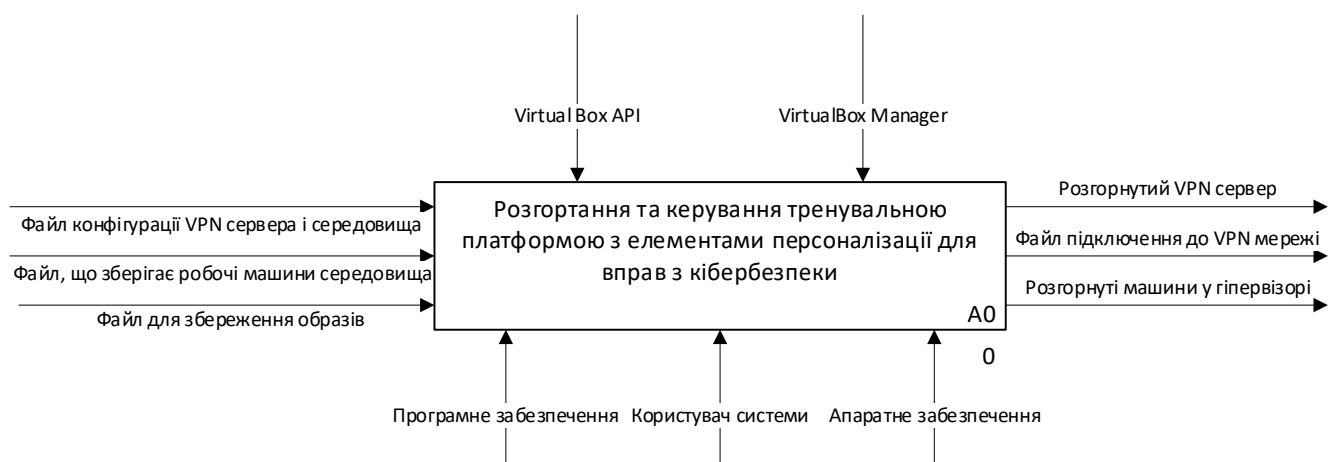 Virtual Box API
VirtualBox Manager
Файл конфігурації VPN сервера і середовища
Файл, що зберігає робочі машини середовища
Файл для збереження образів
Розгортання та керування тренувальною
платформою з елементами персоналізації для
вправ з кібербезпеки
A0
0
Розгорнутий VPN сервер
Файл підключення до VPN мережі
Розгорнуті машини у гіпервізорі
Програмне забезпечення
Користувач системи
Апаратне забезпечення